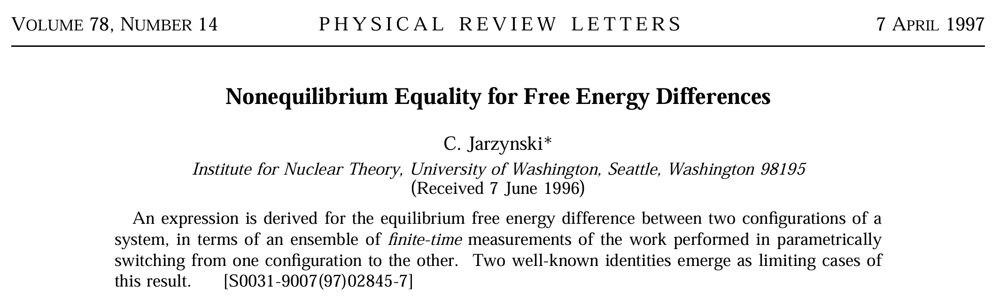 VOLUME 78, NUMBER 14 PHYSICAL REVIEW LETTERS 7 APRIL 1997
Nonequilibrium Equality for Free Energy Differences
C. Jarzynski*
Institute for Nuclear Theory, University of Washington, Seattle, Washington 98195
(Received 7 June 1996)
An expression is derived for the equilibrium free energy difference between two configurations of a
system, in terms of an ensemble of finite-time measurements of the work performed in parametrically
switching from one configuration to the other. Two well-known identities emerge as limiting cases of
this result. [S0031-9007(97)02845-7]